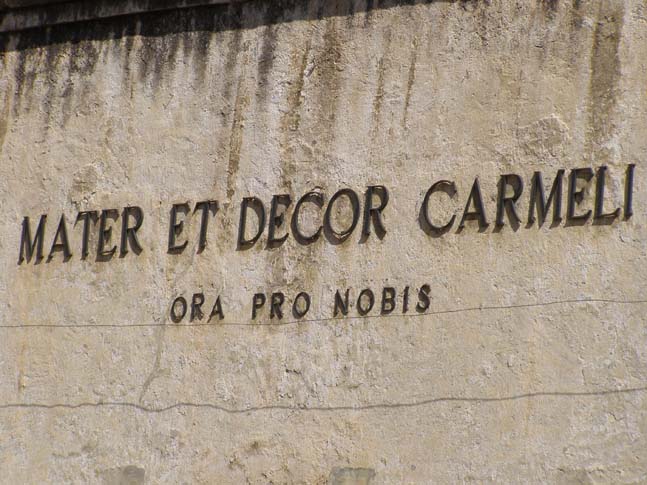 MATER ET DECOR CARMELI
ORA PRO NOBIS